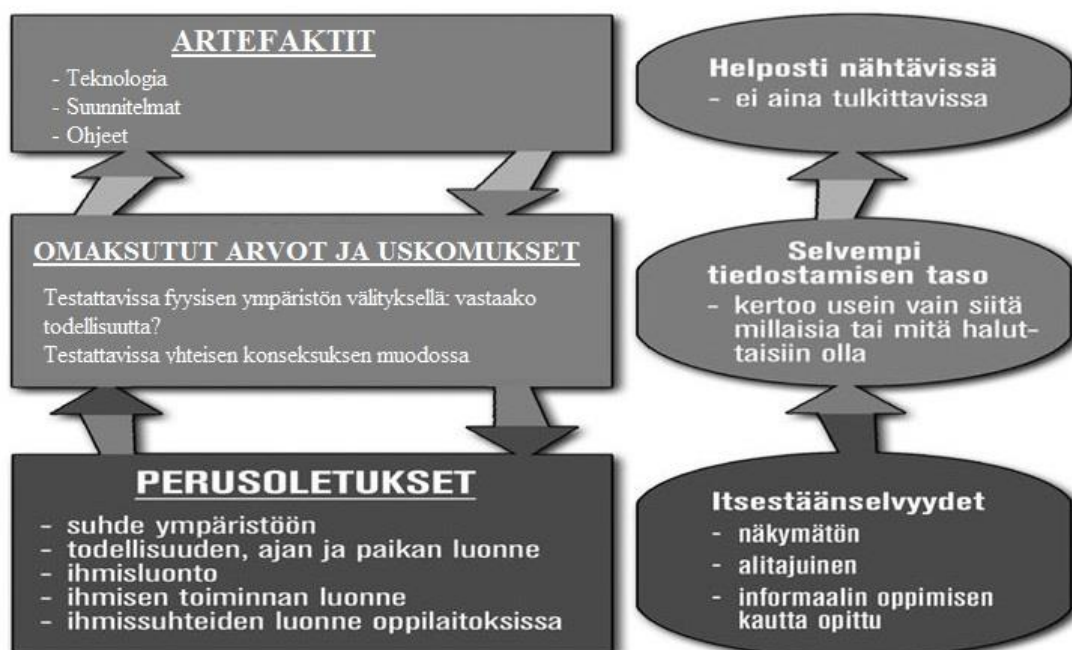 ARTEFAKTIT
- Teknologia
- Suunnitelmat
- Ohjeet
Helposti nähtävissä
- ei aina tulkittavissa
OMAKSUTUT ARVOT JA USKOMUKSET
Testattavissa fyysisen ympäristön välityksellä: vastaako
todellisuutta?
Testattavissa yhteisen konseksuksen muodossa
Selvempi
tiedostamisen taso
- kertoo usein vain siitä
millaisia tai mitä halut-
taisiin olla
PERUSOLETUKSET
- suhde ympäristöön
- todellisuuden, ajan ja paikan luonne
- ihmisluonto
- ihmisen toiminnan luonne
- ihmissuhteiden luonne oppilaitoksissa
Itsestäänselvyydet
- näkymätön
- alitajuinen
- informaalin oppimisen
kautta opittu